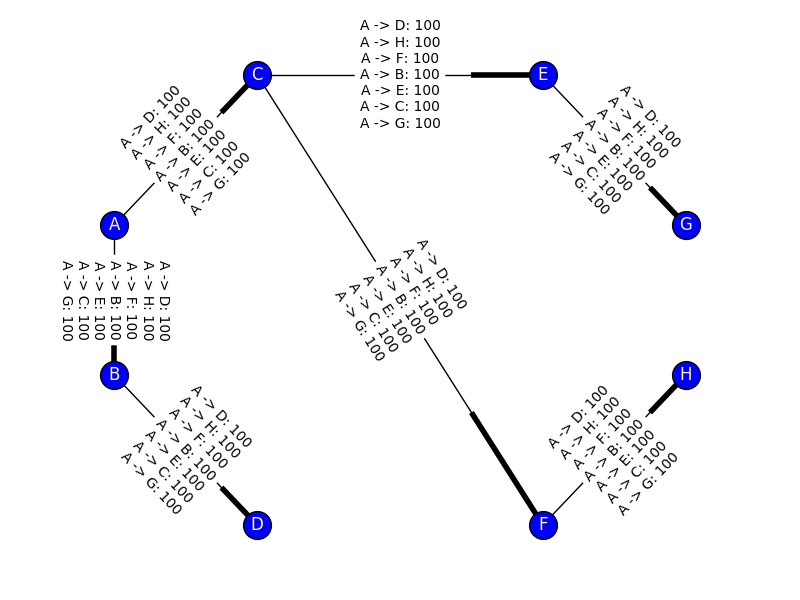 A -> D: 100
A -> H: 100
A -> F: 100
A -> B: 100
A -> E: 100
A -> C: 100
A -> G: 100
C
E
A -> D: 100
A -> H: 100
A -> F: 100
A -> B: 100
A -> E: 100
A -> C: 100
A -> G: 100
A -> D: 100
A -> H: 100
A -> F: 100
A -> B: 100
A -> E: 100
A -> C: 100
A -> G: 100
A
G
A -> D: 100
A -> H: 100
A -> F: 100
A -> B: 100
A -> E: 100
A -> C: 100
A -> G: 100
A -> D: 100
A -> H: 100
A -> F: 100
A -> B: 100
A -> E: 100
A -> C: 100
A -> G: 100
B
H
A -> D: 100
A -> H: 100
A -> F: 100
A -> B: 100
A -> E: 100
A -> C: 100
A -> G: 100
A -> D: 100
A -> H: 100
A -> F: 100
A -> B: 100
A -> E: 100
A -> C: 100
A -> G: 100
D
F